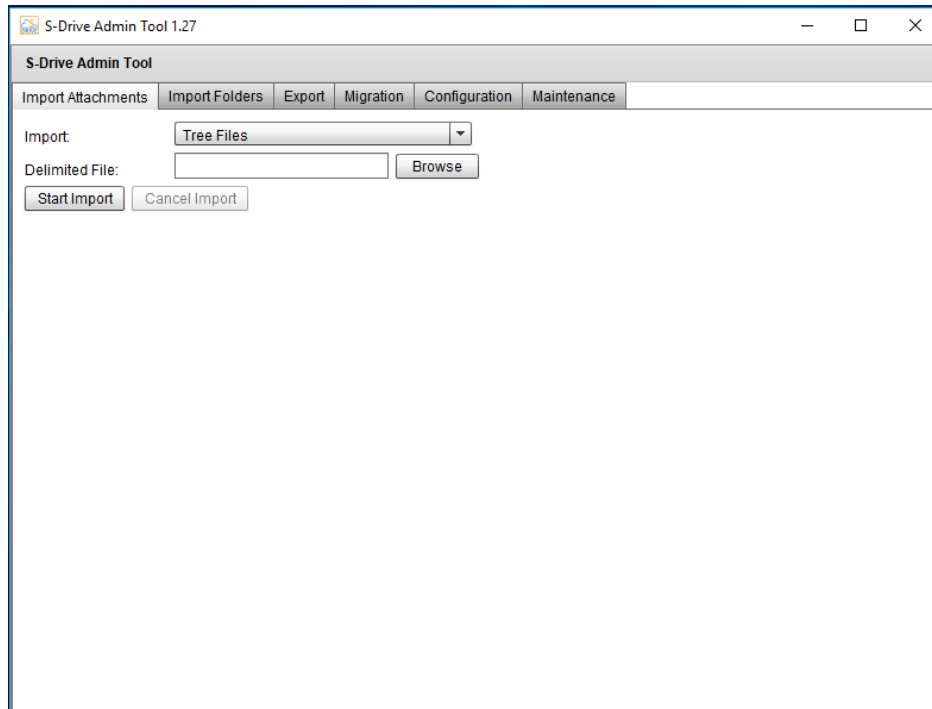 S-Drive Admin Tool 1.27
S-Drive Admin Tool
Import Attachments Import Folders Export Migration Configuration Maintenance
Import: Tree Files
Delimited File: Browse
Start Import Cancel Import